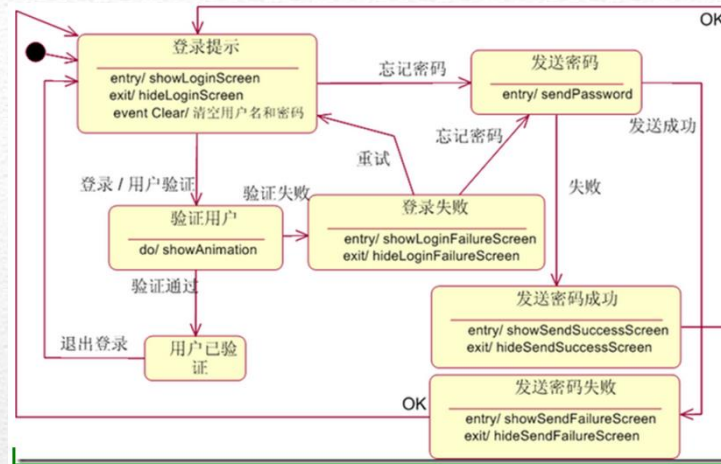 OK
登录提示
entry/ showLoginScreen
exit/ hideLoginScreen
event Clear/ 清空用户名和密码
忘记密码
发送密码
entry/ sendPassword
忘记密码
发送成功
重试
登录 / 用户验证
验证失败
失败
验证用户
do/ showAnimation
登录失败
entry/ showLoginFailureScreen
exit/ hideLoginFailureScreen
验证通过
发送密码成功
entry/ showSendSuccessScreen
exit/ hideSendSuccessScreen
退出登录
用户已验
证
发送密码失败
OK
entry/ showSendFailureScreen
exit/ hideSendFailureScreen